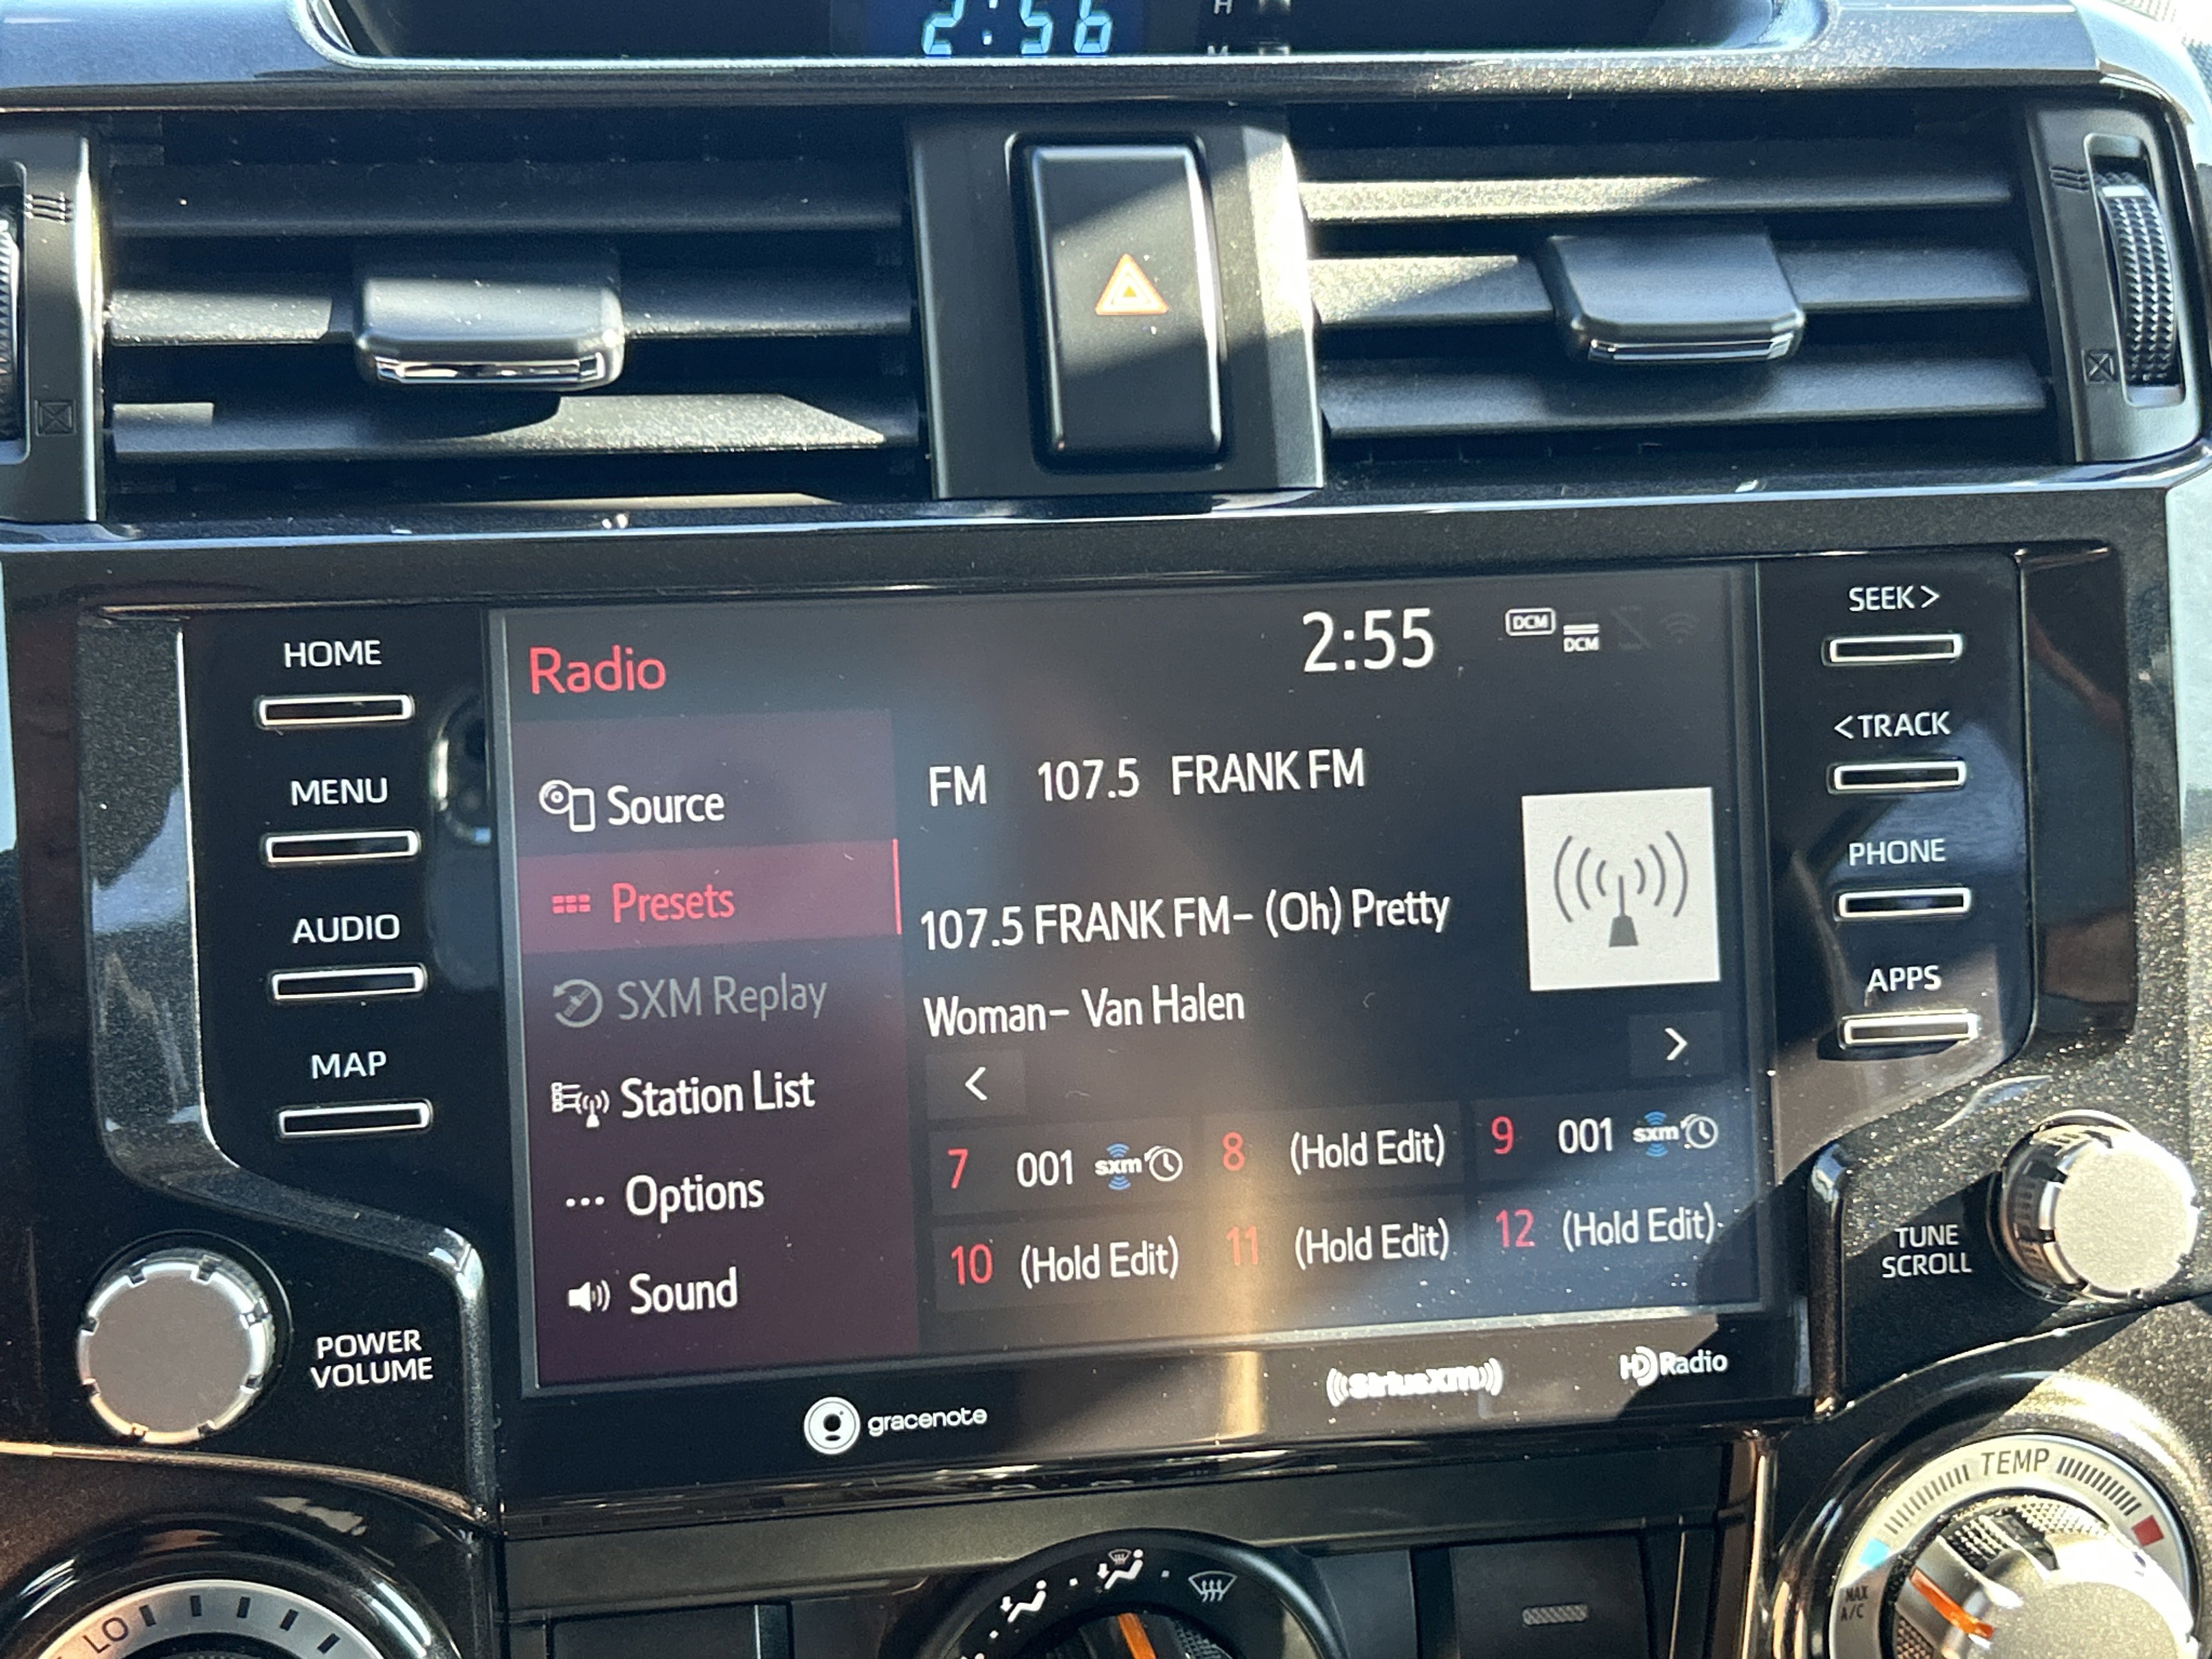 2:56
H
M
HOME
MENU
AUDIO
MAP
POWER
VOLUME
Radio
2:55
DCM
DCM
Source
Presets
SXM Replay
Station List
Options
Sound
FM 107.5 FRANK FM
107.5 FRANK FM– (Oh) Pretty
Woman– Van Halen
<
>
7 001 sxm
8 (Hold Edit)
9 001 sxm
10 (Hold Edit)
11 (Hold Edit)
12 (Hold Edit)
SEEK >
< TRACK
PHONE
APPS
TUNE
SCROLL
gracenote
((SiriusXM))
HD Radio
LO
TEMP
MAX
A/C